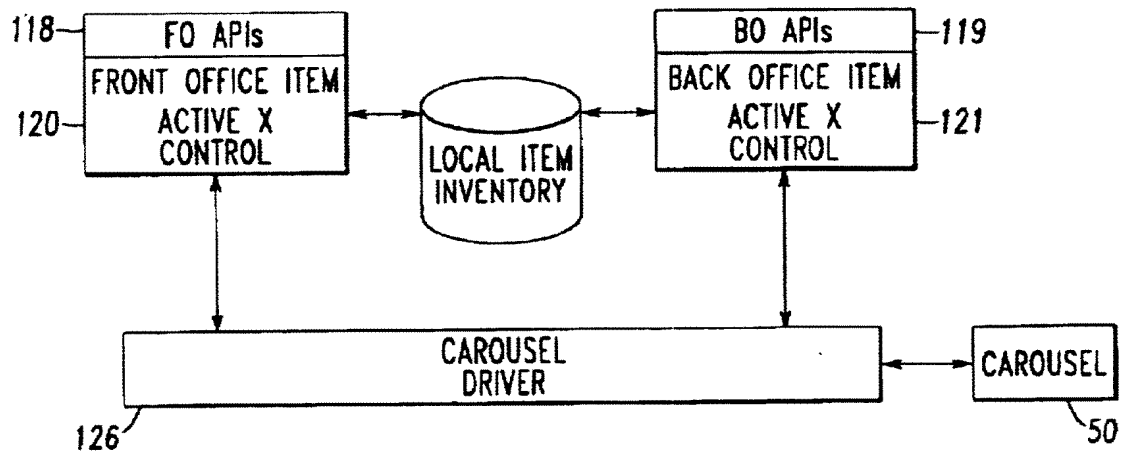 118
FO APIs
FRONT OFFICE ITEM
120
ACTIVE X
CONTROL
LOCAL ITEM
INVENTORY
BO APIs
119
BACK OFFICE ITEM
ACTIVE X
121
CONTROL
CAROUSEL
DRIVER
126
CAROUSEL
50